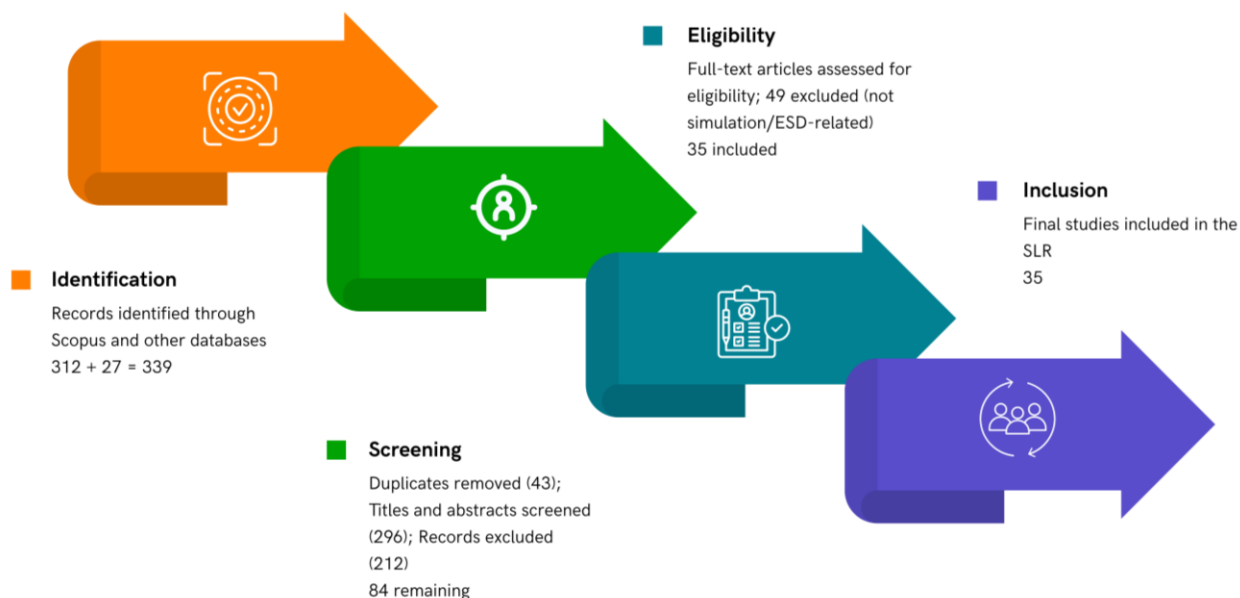 Identification
Records identified through
Scopus and other databases
312 + 27 = 339
Screening
Duplicates removed (43);
Titles and abstracts screened
(296); Records excluded
(212)
84 remaining
Eligibility
Full-text articles assessed for
eligibility; 49 excluded (not
simulation/ESD-related)
35 included
Inclusion
Final studies included in the
SLR
35